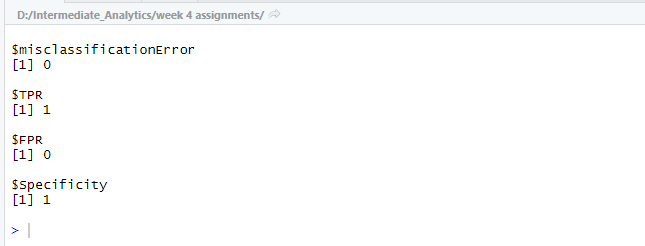 D:/Intermediate_Analytics/week 4 assignments/
$misclassificationError
[1] 0
$TPR
[1] 1
$FPR
[1] 0
$Specificity
[1] 1
>